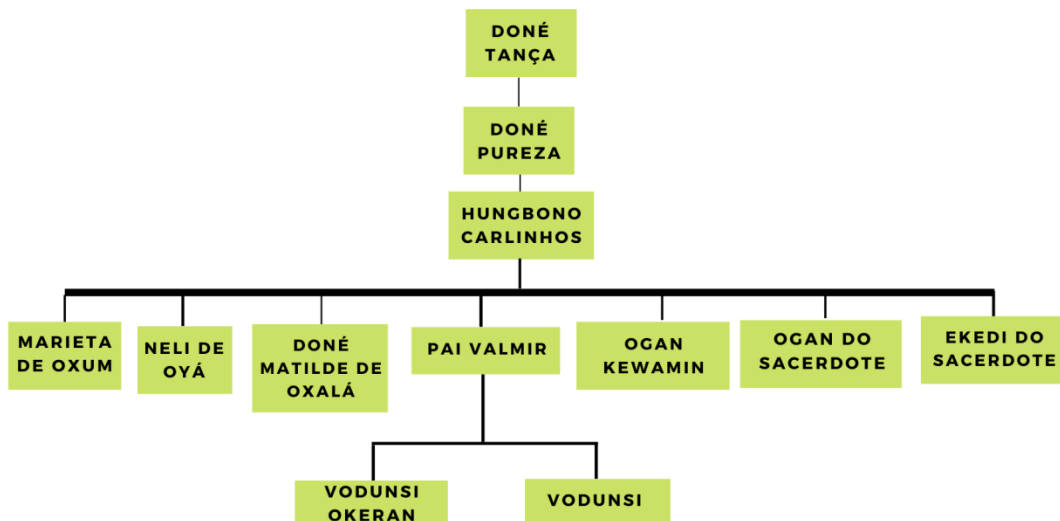 DONÉ
TANÇA
DONÉ
PUREZA
HUNGBONO
CARLINHOS
MARIETA
DE OXUM
NELI DE
OYÁ
DONÉ
MATILDE DE
OXALÁ
PAI VALMIR
OGAN
KEWAMIN
OGAN DO
SACERDOTE
EKEDI DO
SACERDOTE
VODUNSI
OKERAN
VODUNSI